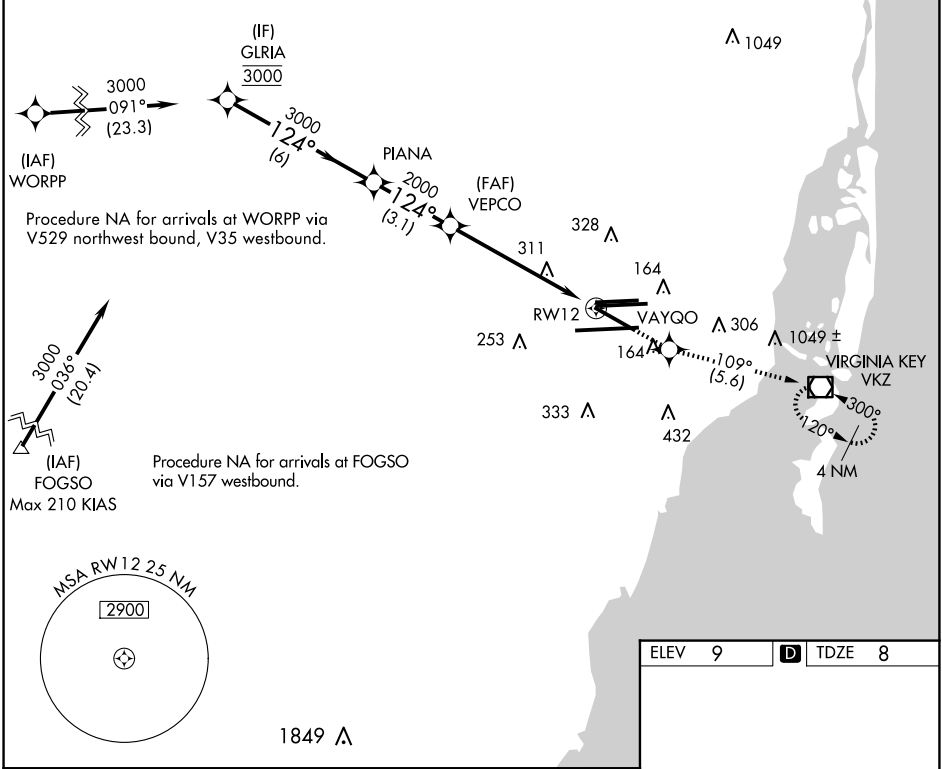 (IF)
GLRIA
3000
1049
3000
091°
(23.3)
(IAF)
WORPP
3000
124°
(6)
PIANA
2000
124°
(3.1)
(FAF)
VEPCO
Procedure NA for arrivals at WORPP via
V529 northwest bound, V35 westbound.
328
311
164
RW12
VAYQO
306
1049 ±
253
164
109°
(5.6)
VIRGINIA KEY
VKZ
300°
120°
4 NM
333
432
3000
036°
(20.4)
(IAF)
FOGSO
Max 210 KIAS
Procedure NA for arrivals at FOGSO
via V157 westbound.
MSA RW12 25 NM
2900
1849
ELEV 9 D TDZE 8